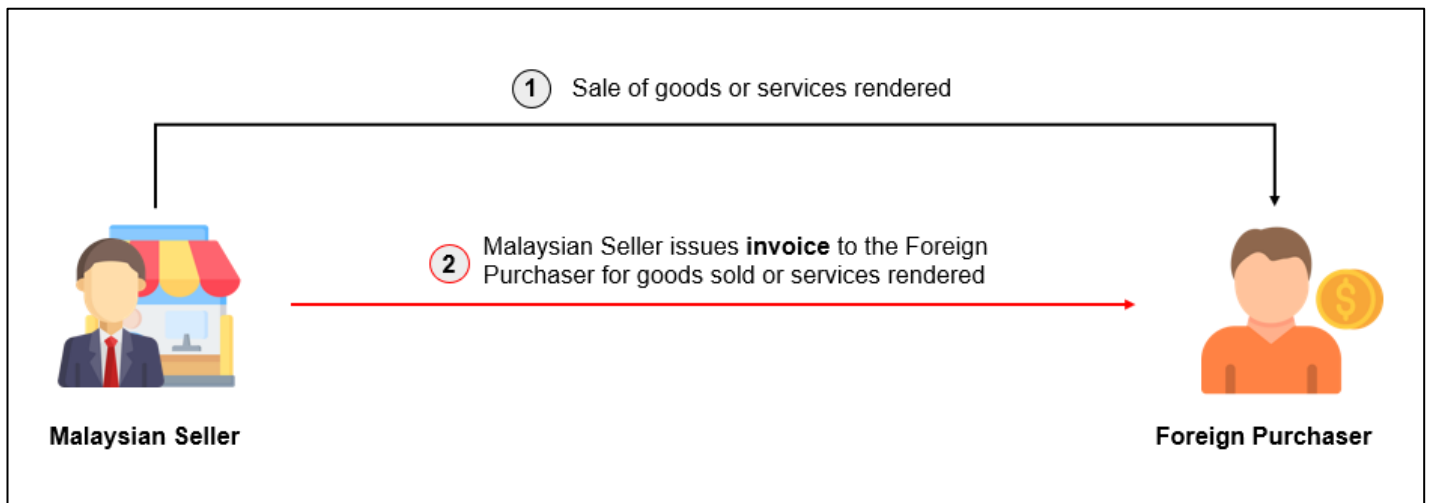 1 Sale of goods or services rendered
2 Malaysian Seller issues invoice to the Foreign
Purchaser for goods sold or services rendered
$
Malaysian Seller
Foreign Purchaser